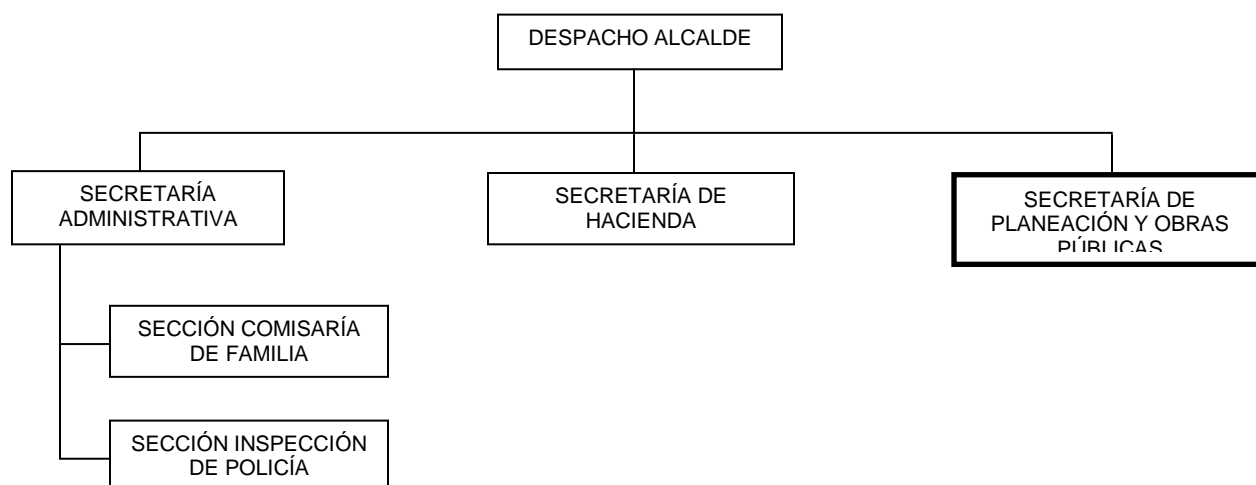 DESPACHO ALCALDE
SECRETARÍA
ADMINISTRATIVA
SECRETARÍA DE
HACIENDA
SECRETARÍA DE
PLANEACIÓN Y OBRAS
PÚBLICAS
SECCIÓN COMISARÍA
DE FAMILIA
SECCIÓN INSPECCIÓN
DE POLICÍA